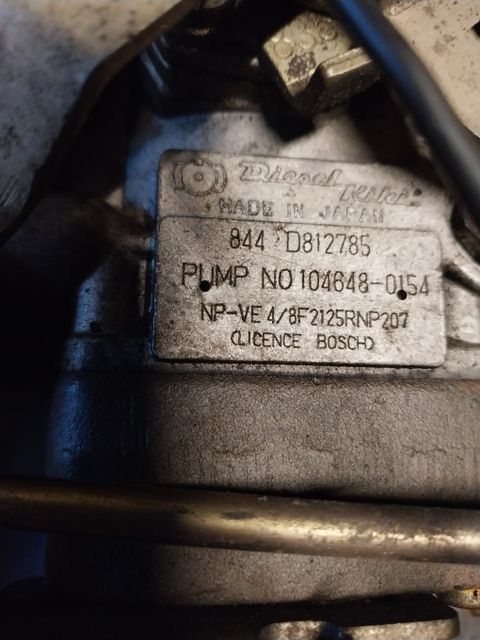 Diesel Kiki
MADE IN JAPAN
844 D812785
PUMP NO 104648-0154
NP-VE 4/8F2125RNP207
(LICENCE BOSCH)